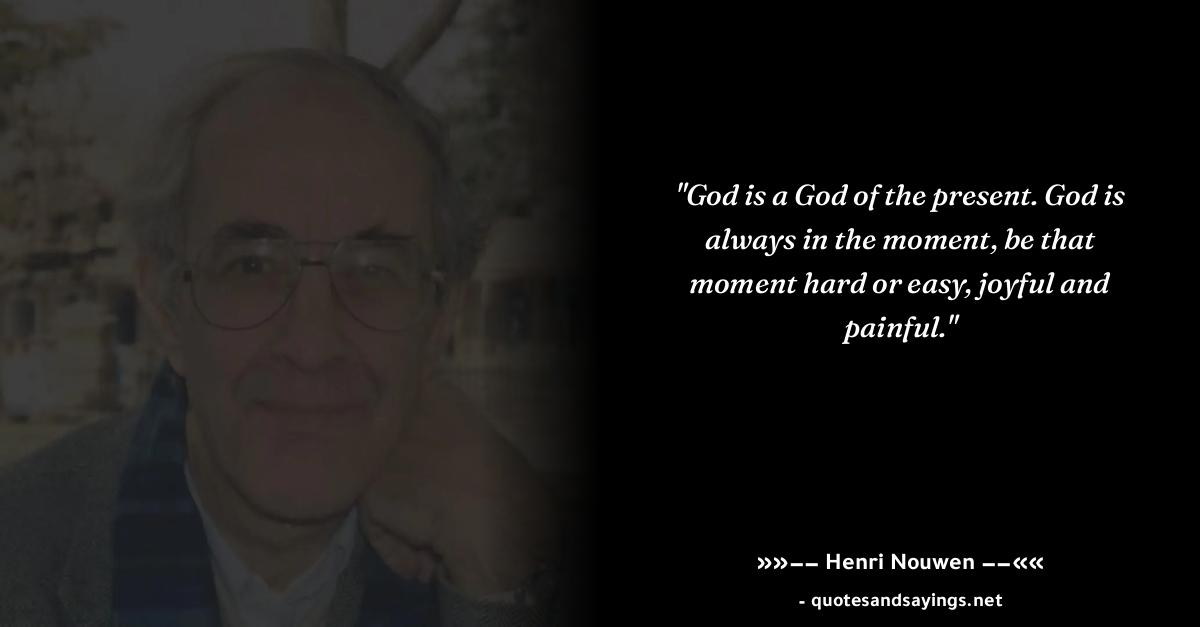 "God is a God of the present. God is
always in the moment, be that
moment hard or easy, joyful and
painful."
»»–– Henri Nouwen ––««
- quotesandsayings.net